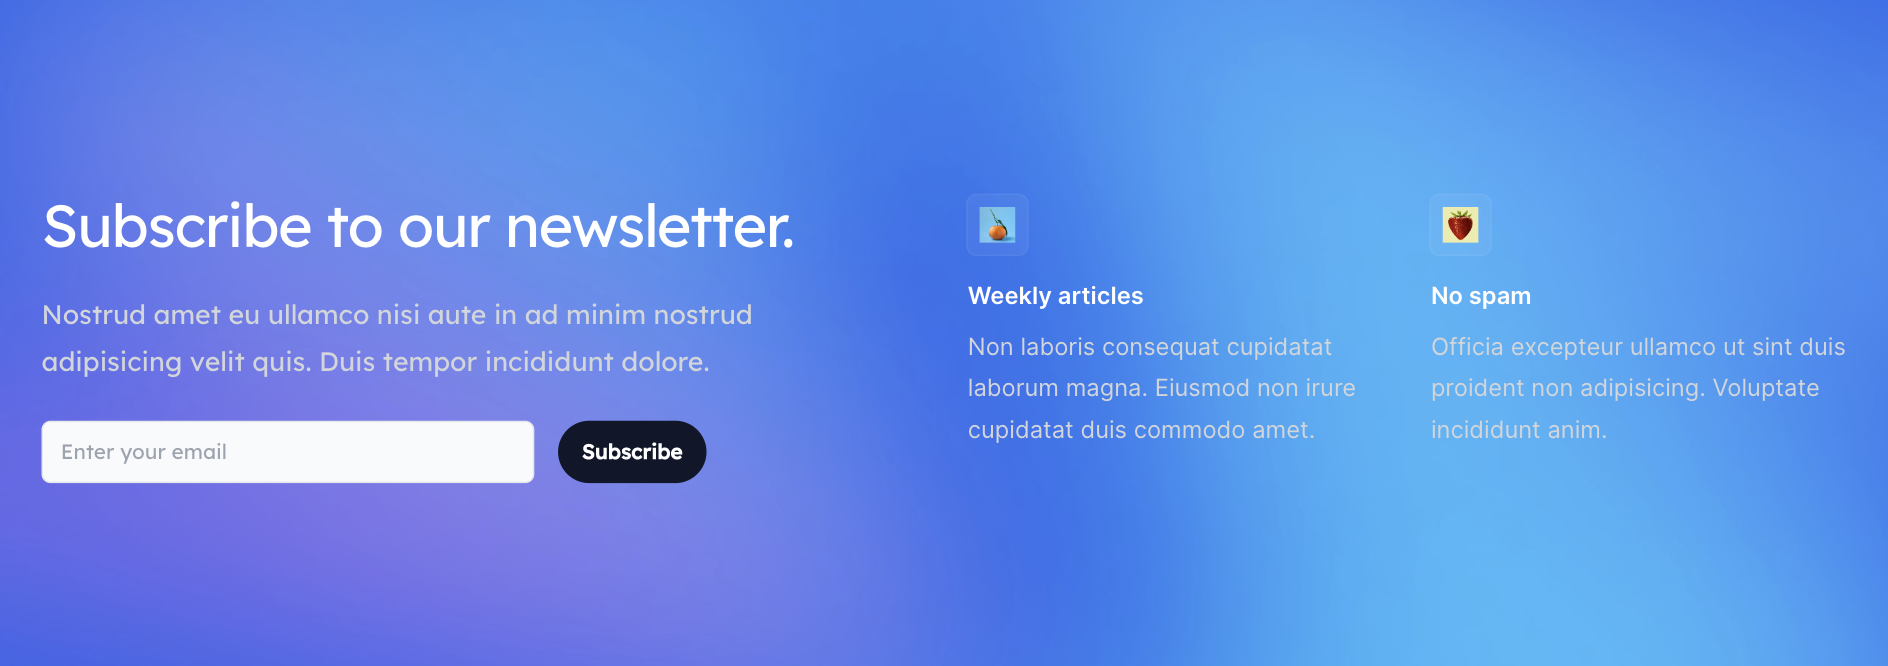 Subscribe to our newsletter.
Nostrud amet eu ullamco nisi aute in ad minim nostrud
adipisicing velit quis. Duis tempor incididunt dolore.
Enter your email
Subscribe
Weekly articles
Non laboris consequat cupidatat
laborum magna. Eiusmod non irure
cupidatat duis commodo amet.
No spam
Officia excepteur ullamco ut sint duis
proident non adipisicing. Voluptate
incididunt anim.